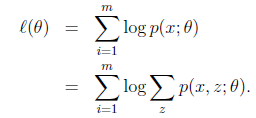 ℓ(θ) = ∑_{i=1}^{m} log p(x; θ)
= ∑_{i=1}^{m} log ∑_{z} p(x, z; θ).